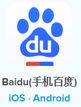 du
Baidu(手机百度)
iOS · Android